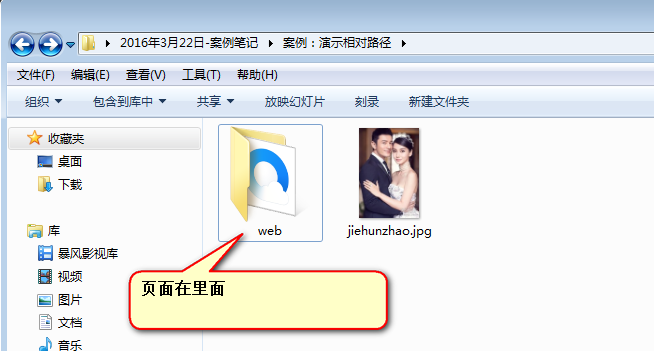 2016年3月22日-案例笔记 案例：演示相对路径
文件(F) 编辑(E) 查看(V) 工具(T) 帮助(H)
组织 包含到库中 共享 放映幻灯片 刻录 新建文件夹
收藏夹
桌面
下载
库
暴风影视库
视频
图片
文档
音乐
web
jiehunzhao.jpg
页面在里面